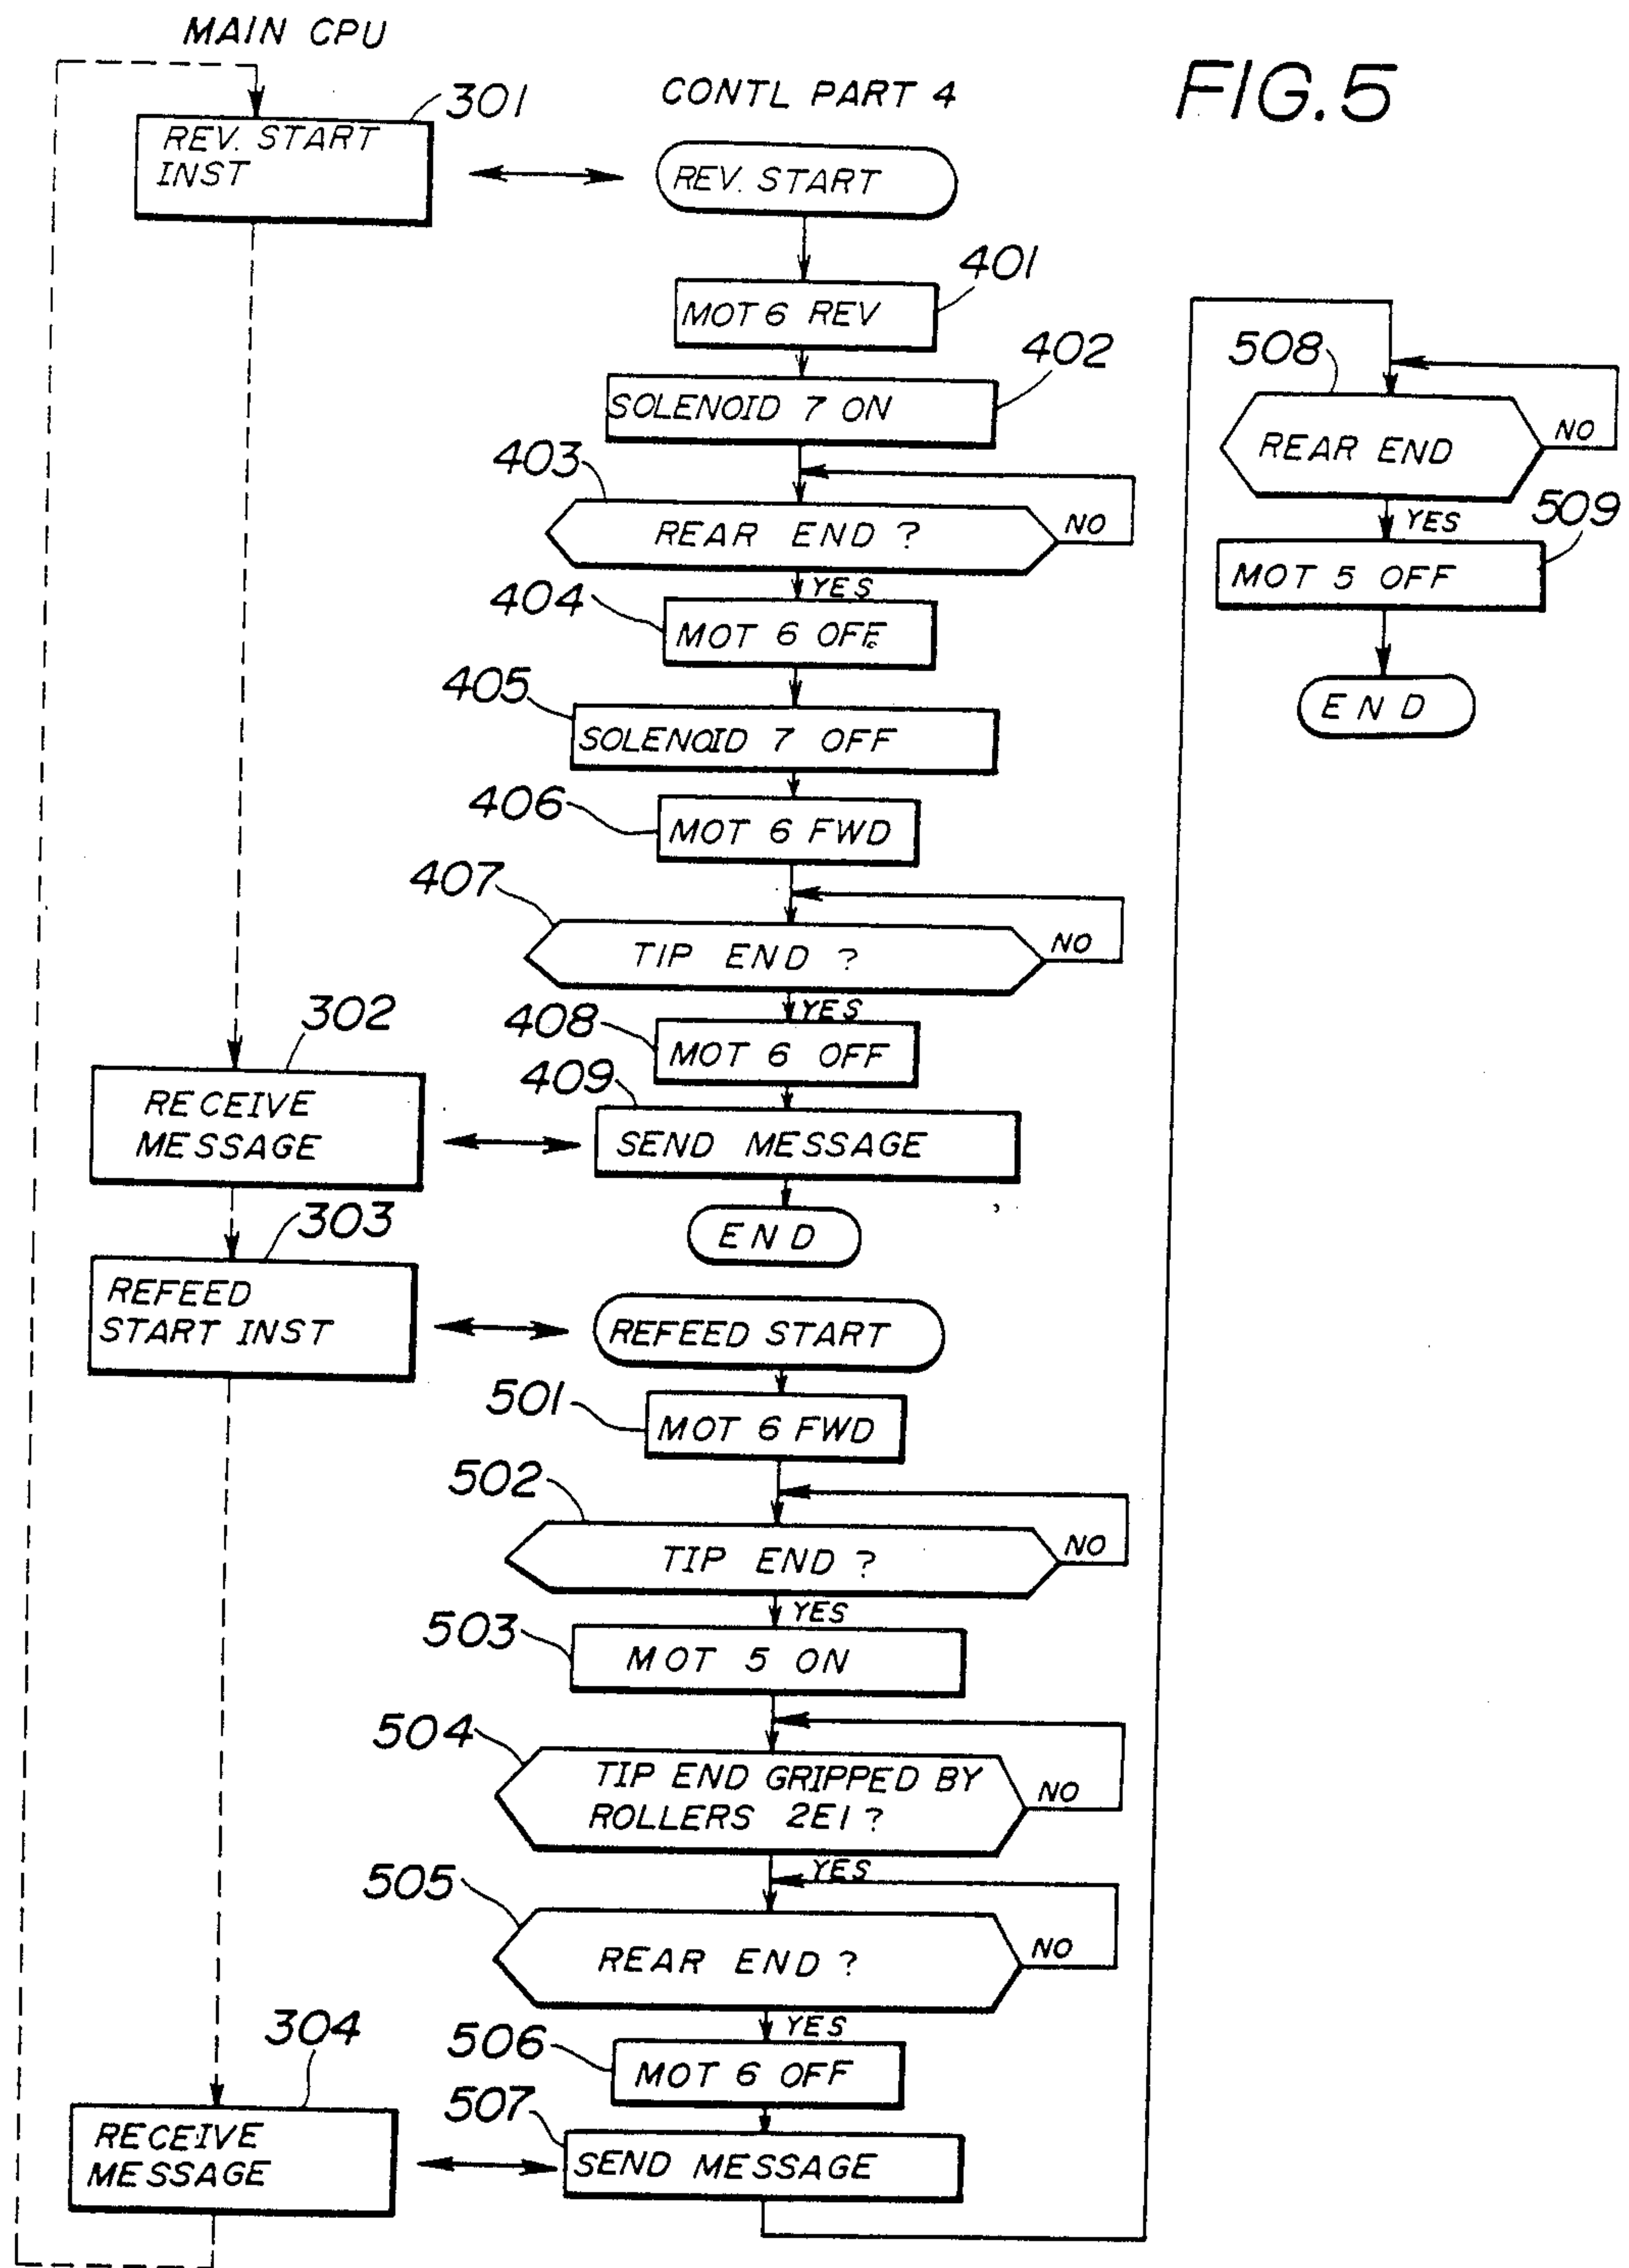 MAIN CPU
CONTL PART 4
FIG.5
301
REV. START
INST
REV. START
401
MOT 6 REV
402
SOLENOID 7 ON
403
REAR END ?
NO
YES
404
MOT 6 OFF
405
SOLENOID 7 OFF
406
MOT 6 FWD
407
TIP END ?
NO
YES
408
MOT 6 OFF
302
RECEIVE
MESSAGE
409
SEND MESSAGE
END
303
REFEED
START INST
REFEED START
501
MOT 6 FWD
502
TIP END ?
NO
YES
503
MOT 5 ON
504
TIP END GRIPPED BY
ROLLERS 2E1 ?
NO
YES
505
REAR END ?
NO
YES
506
MOT 6 OFF
304
RECEIVE
MESSAGE
507
SEND MESSAGE
508
REAR END
NO
YES
509
MOT 5 OFF
END